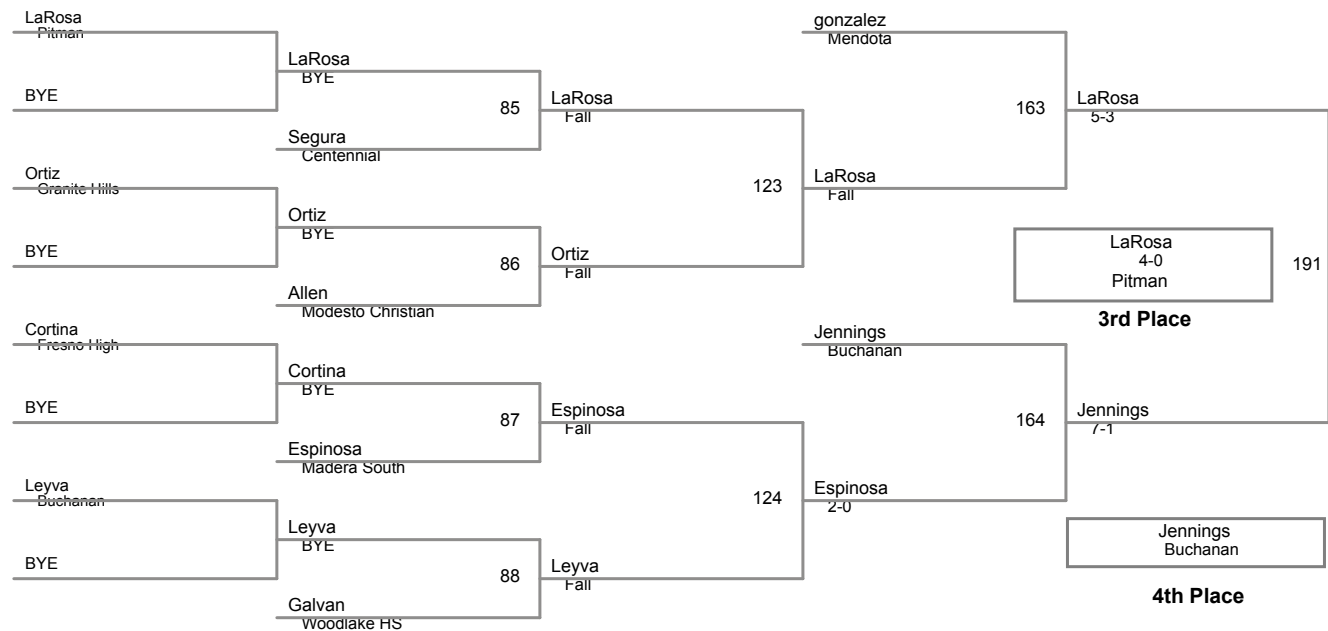 LaRosa
Pitman
BYE
Ortiz
Granite Hills
BYE
Cortina
Fresno High
BYE
Leyva
Buchanan
BYE
LaRosa
BYE
85
Segura
Centennial
Ortiz
BYE
86
Allen
Modesto Christian
Cortina
BYE
87
Espinosa
Madera South
Leyva
BYE
88
Galvan
Woodlake HS
LaRosa
Fall
123
Ortiz
Fall
Espinosa
Fall
124
Leyva
Fall
gonzalez
Mendota
163
LaRosa
Fall
Jennings
Buchanan
164
Espinosa
2-0
LaRosa
5-3
191
Jennings
7-1
LaRosa
4-0
Pitman
3rd Place
Jennings
Buchanan
4th Place